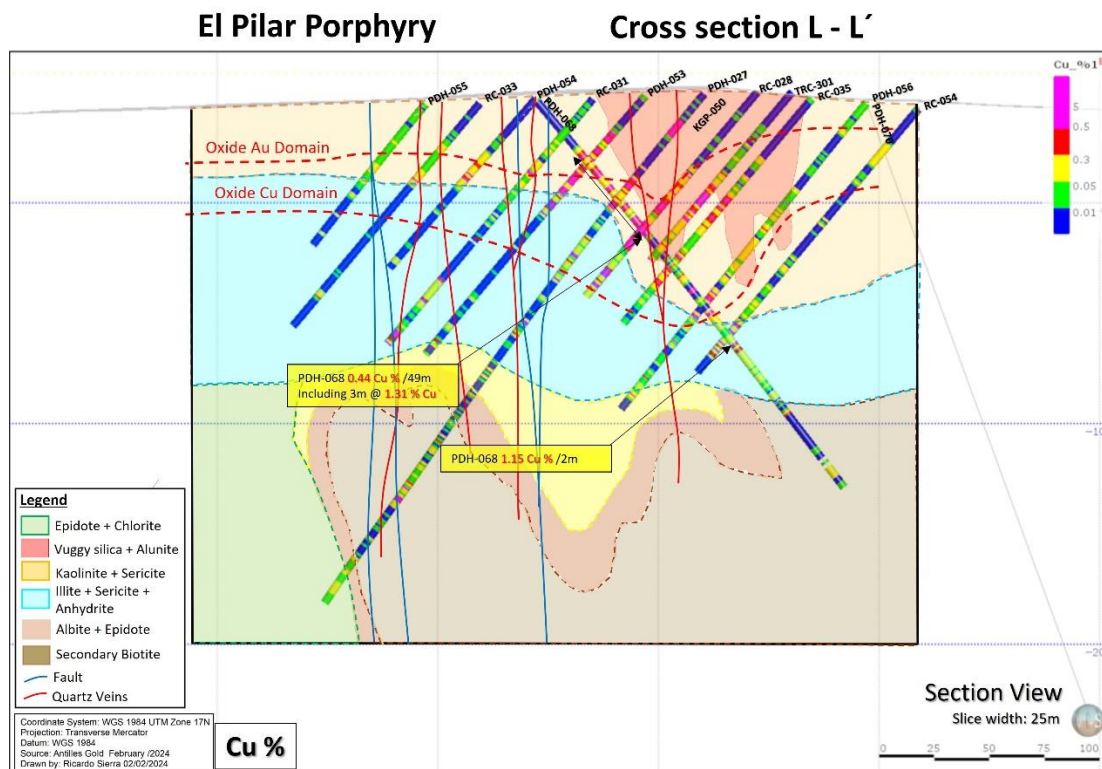 El Pilar Porphyry
Cross section L - L´
Cu_%1
5
0.5
0.3
0.05
0.01
PDH-055
RC-033
PDH-054
PDH-068
RC-031
PDH-053
PDH-027
KGP-050
RC-028
TRC-301
RC-035
PDH-056
PDH-070
RC-054
Oxide Au Domain
Oxide Cu Domain
PDH-068 0.44 Cu % /49m
Including 3m @ 1.31 % Cu
PDH-068 1.15 Cu % /2m
-10
-20
Legend
Epidote + Chlorite
Vuggy silica + Alunite
Kaolinite + Sericite
Illite + Sericite +
Anhydrite
Albite + Epidote
Secondary Biotite
Fault
Quartz Veins
Coordinate System: WGS 1984 UTM Zone 17N
Projection: Transverse Mercator
Datum: WGS 1984
Source: Antilles Gold February /2024
Drawn by: Ricardo Sierra 02/02/2024
Cu %
Section View
Slice width: 25m
0 25 50 75 100